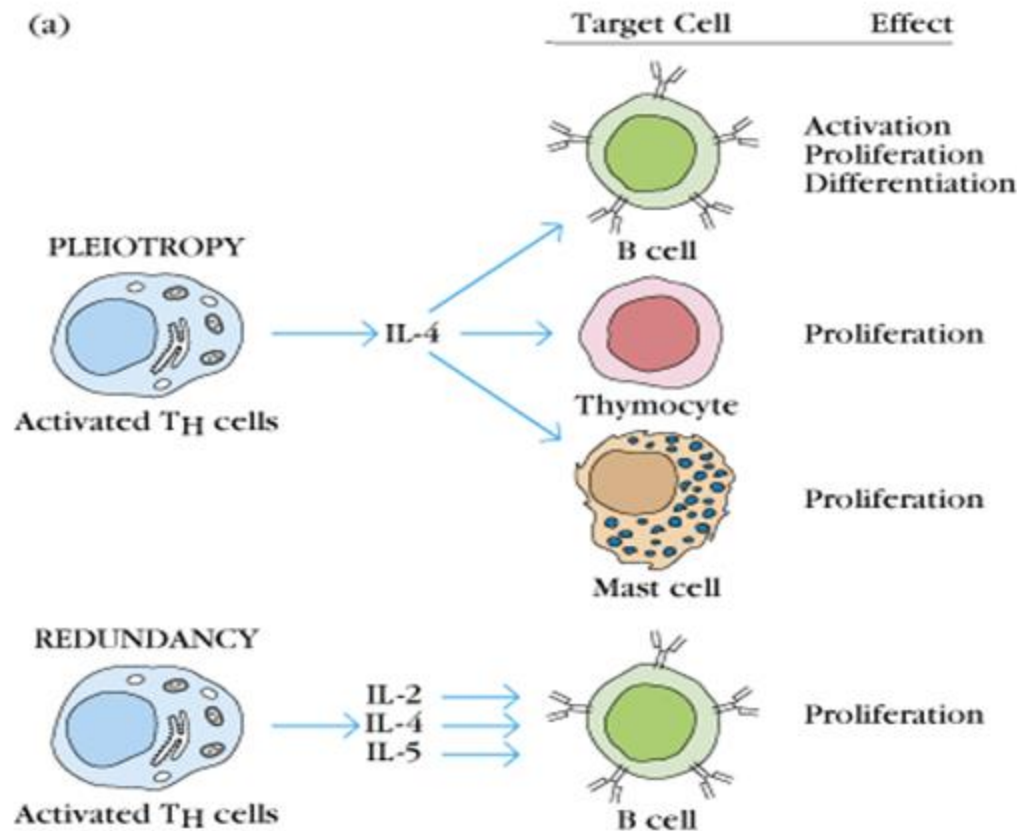 (a)
Target Cell Effect
Activation
Proliferation
Differentiation
B cell
PLEIOTROPY
IL-4
Proliferation
Activated TH cells
Thymocyte
Proliferation
Mast cell
REDUNDANCY
IL-2
IL-4
IL-5
Proliferation
Activated TH cells
B cell